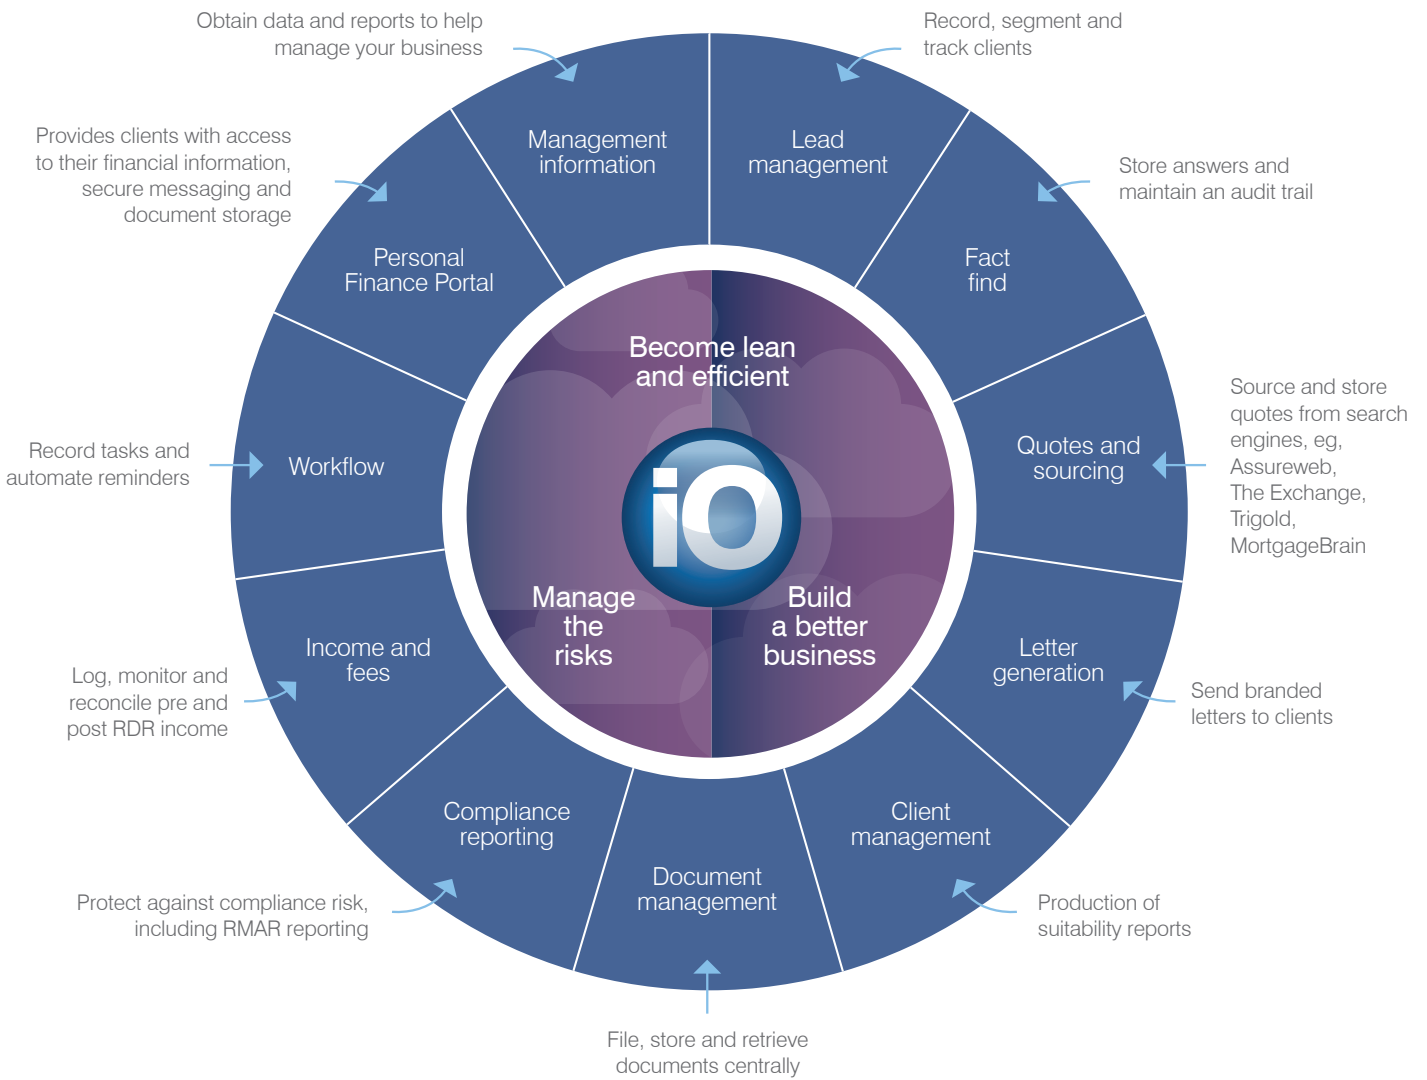 Obtain data and reports to help
manage your business
Record, segment and
track clients
Provides clients with access
to their financial information,
secure messaging and
document storage
Management
information
Lead
management
Store answers and
maintain an audit trail
Personal
Finance Portal
Fact
find
Become lean
and efficient
Source and store
quotes from search
engines, eg,
Assureweb,
The Exchange,
Trigold,
MortgageBrain
Record tasks and
automate reminders
Workflow
Quotes and
sourcing
iO
Manage
the
risks
Build
a better
business
Income and
fees
Letter
generation
Log, monitor and
reconcile pre and
post RDR income
Send branded
letters to clients
Compliance
reporting
Client
management
Document
management
Protect against compliance risk,
including RMAR reporting
Production of
suitability reports
File, store and retrieve
documents centrally